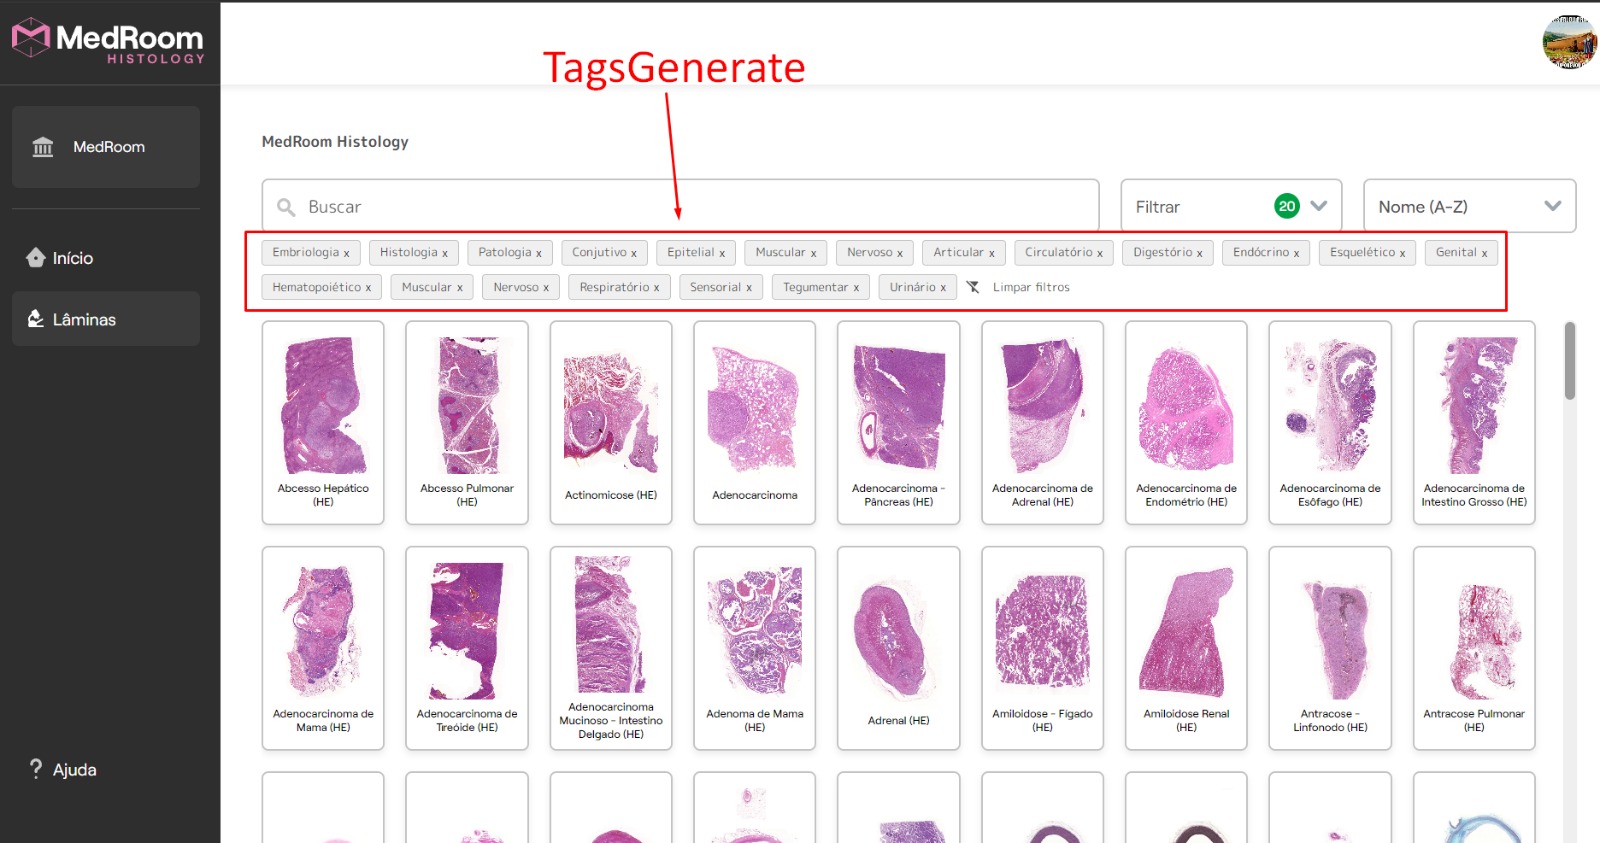 MedRoom
HISTOLOGY
TagsGenerate
MedRoom
MedRoom Histology
Buscar
Filtrar 20
Nome (A-Z)
Início
Lâminas
Ajuda
Embriologia x Histologia x Patologia x Conjutivo x Epitelial x Muscular x Nervoso x Articular x Circulatório x Digestório x Endócrino x Esquelético x Genital x
Hematopoiético x Muscular x Nervoso x Respiratório x Sensorial x Tegumentar x Urinário x Limpar filtros
Abcesso Hepático
(HE)
Abcesso Pulmonar
(HE)
Actinomicose (HE)
Adenocarcinoma
Adenocarcinoma -
Pâncreas (HE)
Adenocarcinoma de
Adrenal (HE)
Adenocarcinoma de
Endométrio (HE)
Adenocarcinoma de
Esôfago (HE)
Adenocarcinoma de
Intestino Grosso (HE)
Adenocarcinoma de
Mama (HE)
Adenocarcinoma de
Tireóide (HE)
Adenocarcinoma
Mucinoso - Intestino
Delgado (HE)
Adenoma de Mama
(HE)
Adrenal (HE)
Amiloidose - Fígado
(HE)
Amiloidose Renal
(HE)
Antracose -
Linfonodo (HE)
Antracose Pulmonar
(HE)